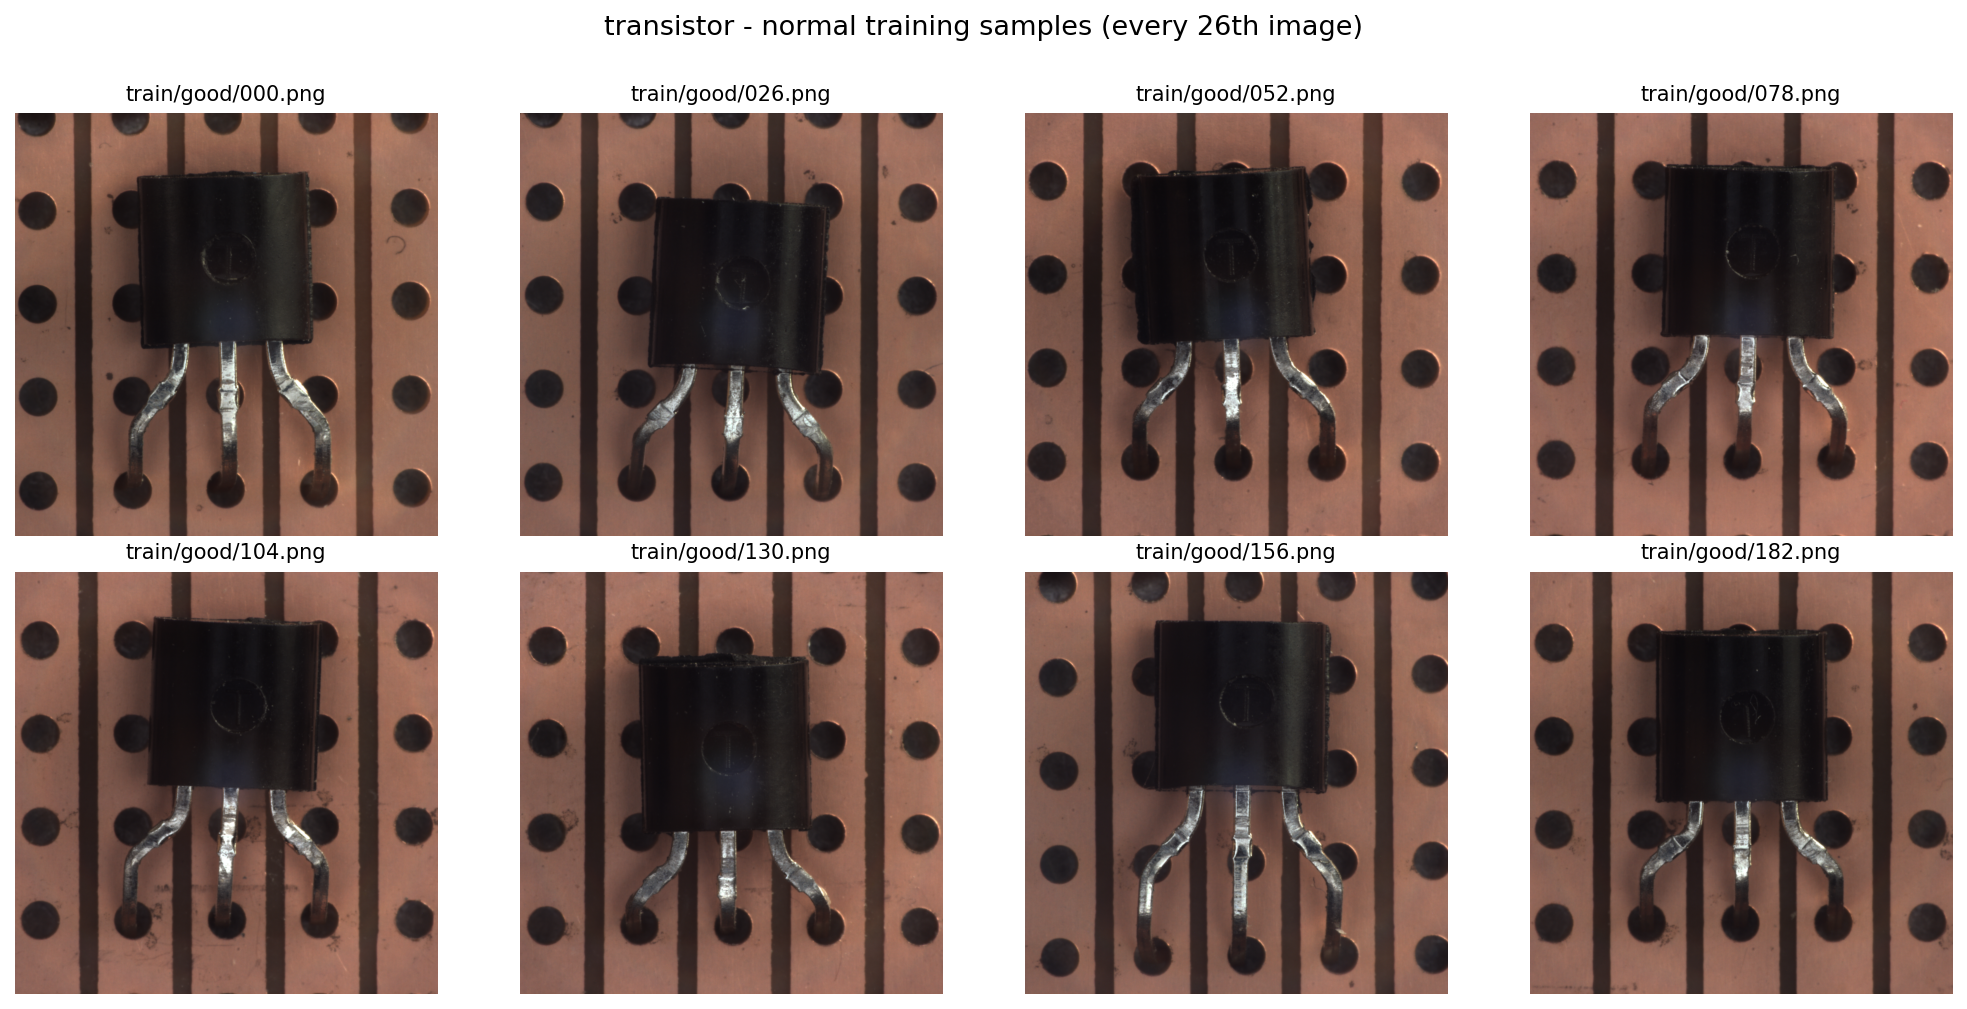 transistor - normal training samples (every 26th image)
train/good/000.png
train/good/026.png
train/good/052.png
train/good/078.png
train/good/104.png
train/good/130.png
train/good/156.png
train/good/182.png